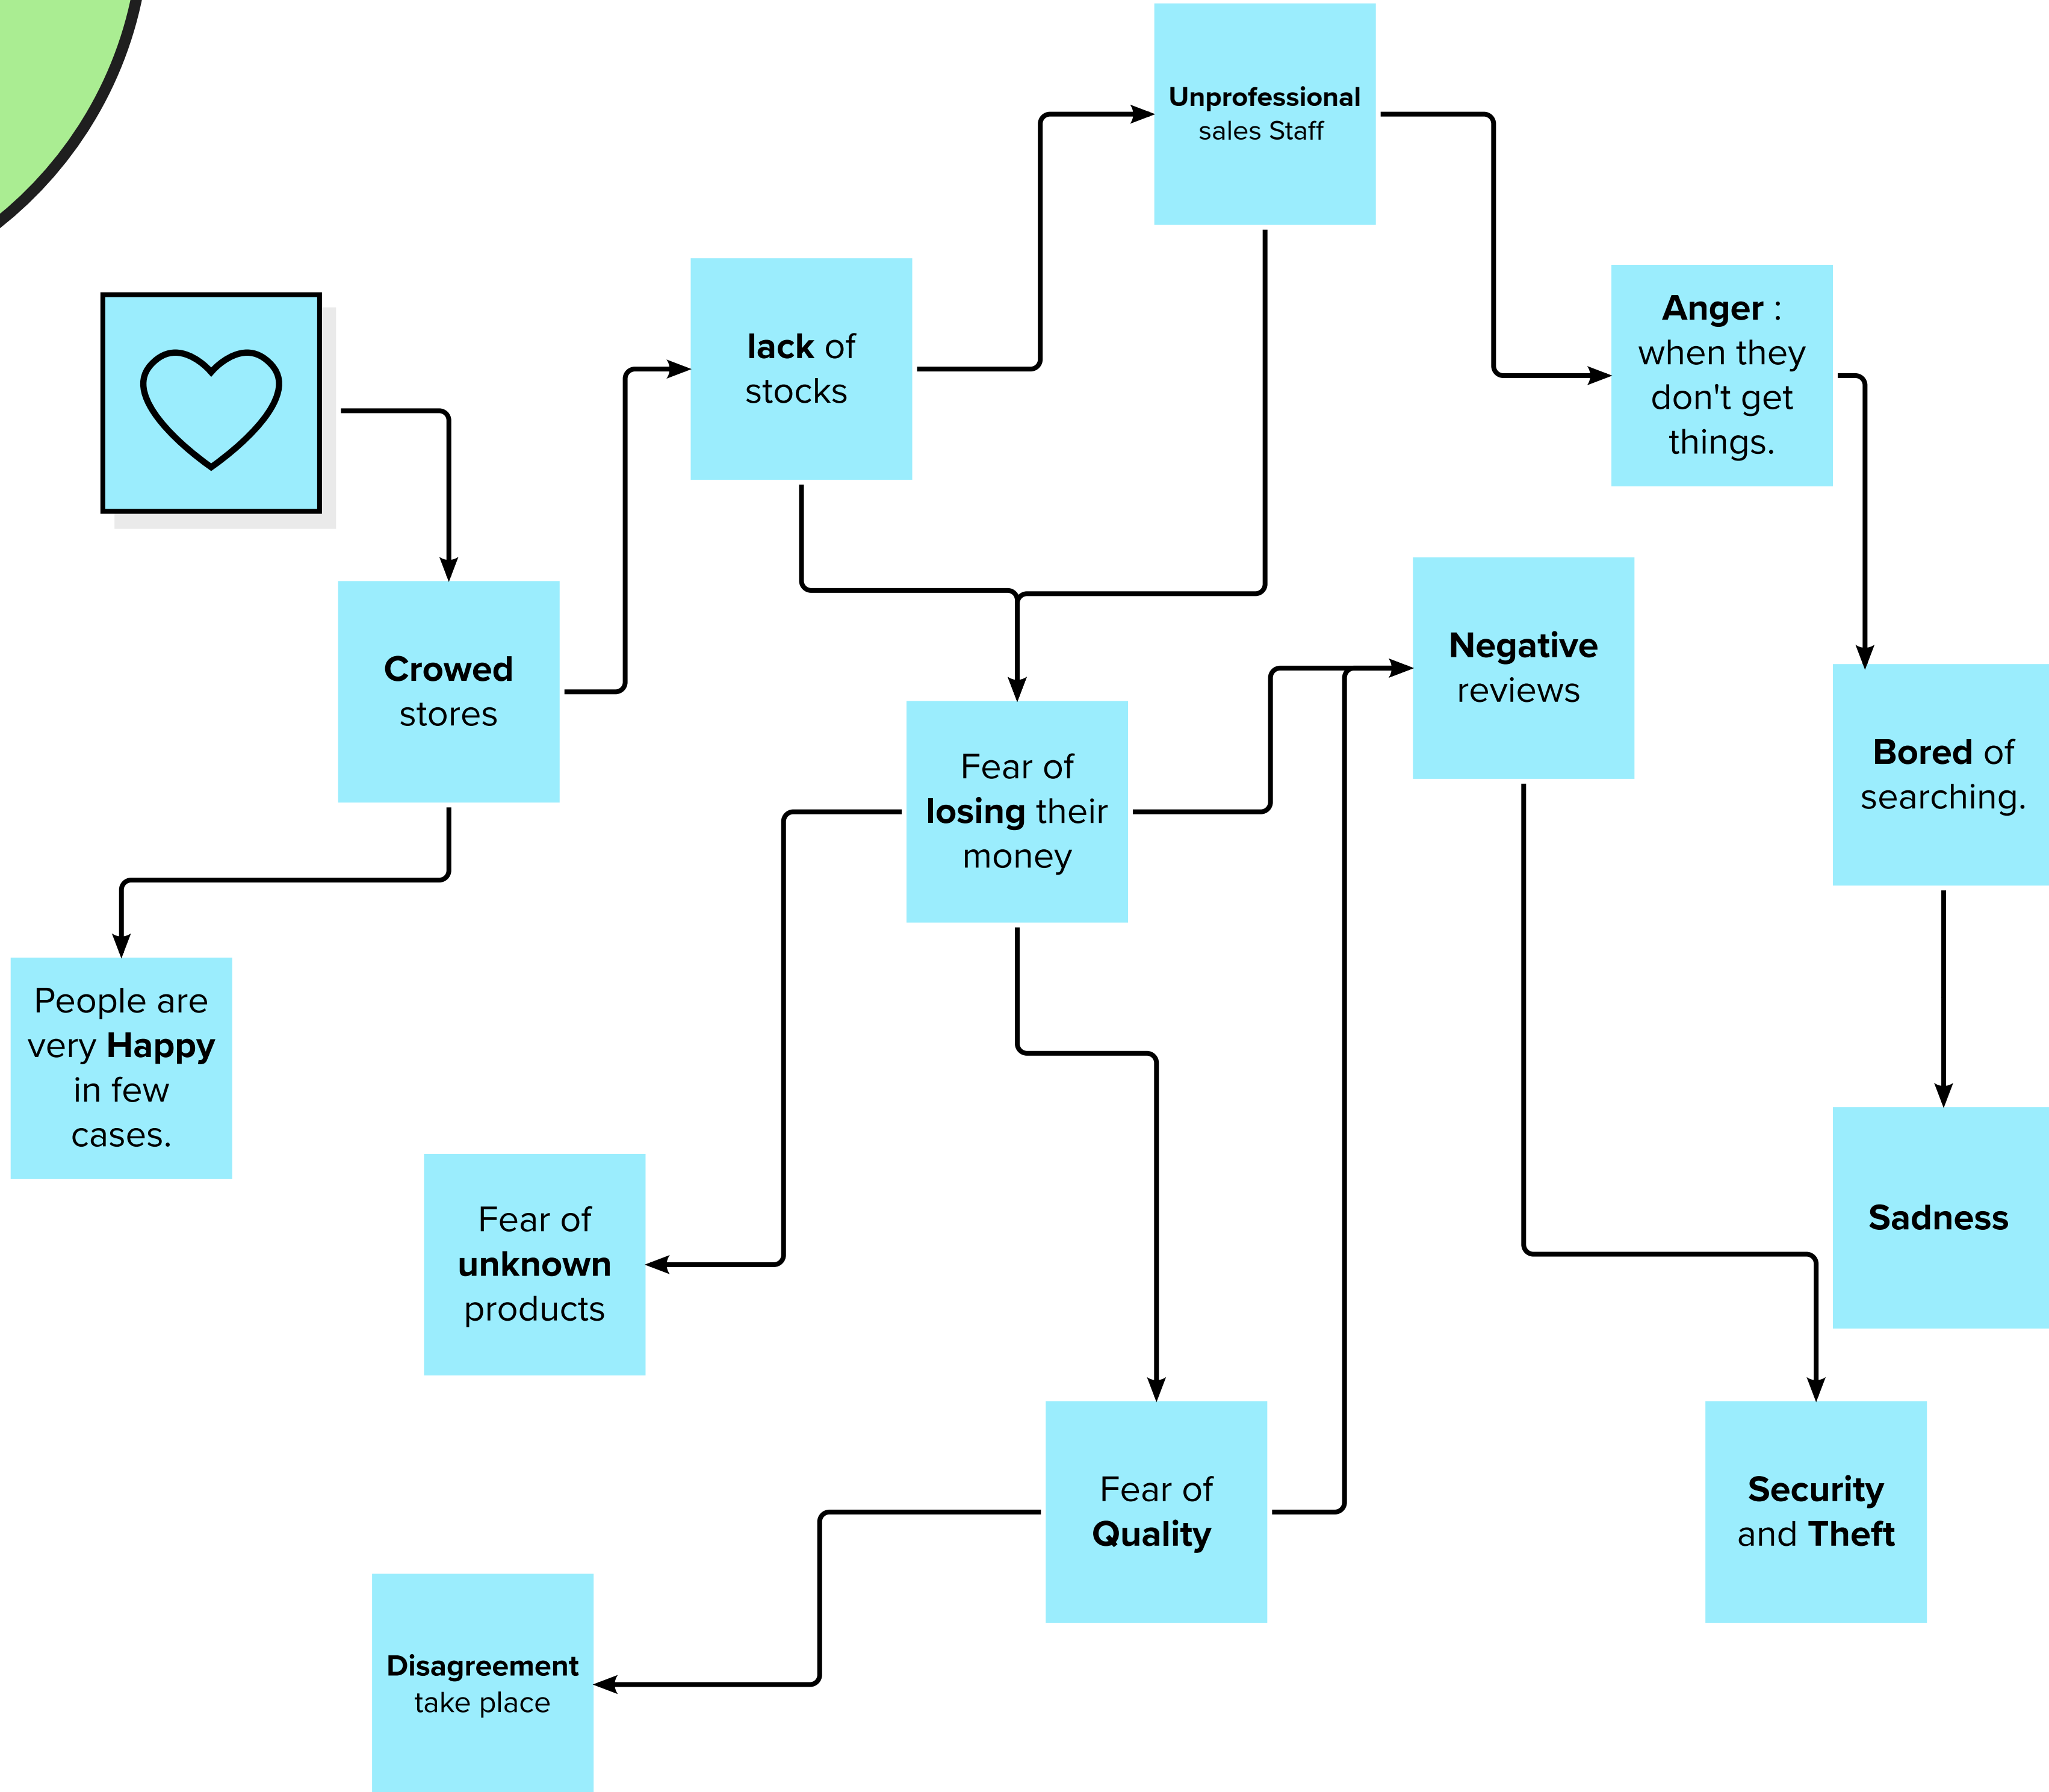 Unprofessional
sales Staff
lack of
stocks
Anger :
when they
don't get
things.
Crowed
stores
Negative
reviews
Fear of
losing their
money
Bored of
searching.
People are
very Happy
in few
cases.
Fear of
unknown
products
Sadness
Fear of
Quality
Security
and Theft
Disagreement
take place